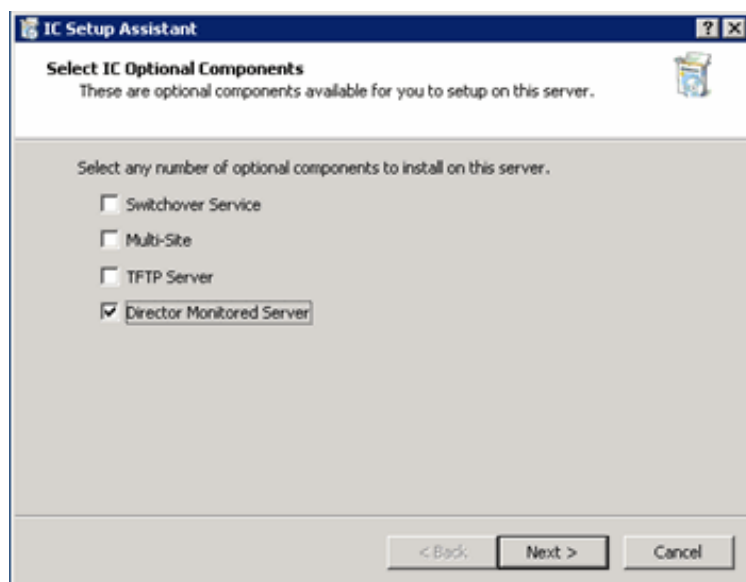 IC Setup Assistant
Select IC Optional Components
These are optional components available for you to setup on this server.
Select any number of optional components to install on this server.
Switchover Service
Multi-Site
TFTP Server
Director Monitored Server
< Back Next > Cancel